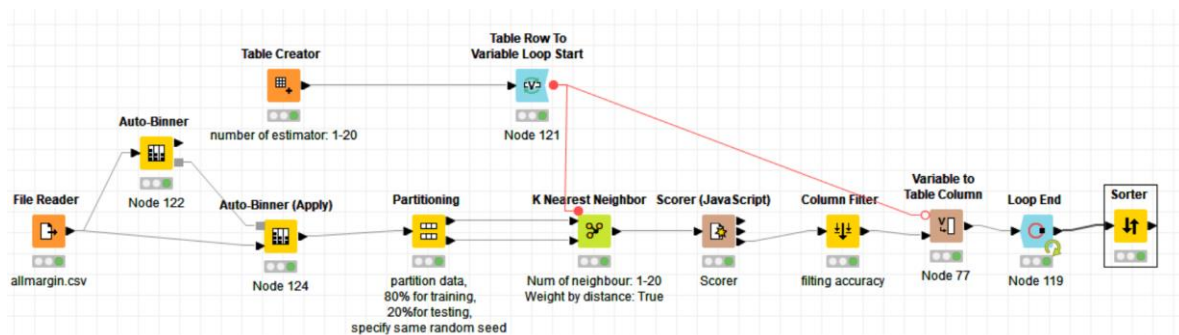 Table Creator
number of estimator: 1-20
Table Row To
Variable Loop Start
Node 121
Auto-Binner
Node 122
File Reader
allmargin.csv
Auto-Binner (Apply)
Node 124
Partitioning
partition data,
80% for training,
20%for testing,
specify same random seed
K Nearest Neighbor
Num of neighbour: 1-20
Weight by distance: True
Scorer (JavaScript)
Scorer
Column Filter
filting accuracy
Variable to
Table Column
Node 77
Loop End
Node 119
Sorter